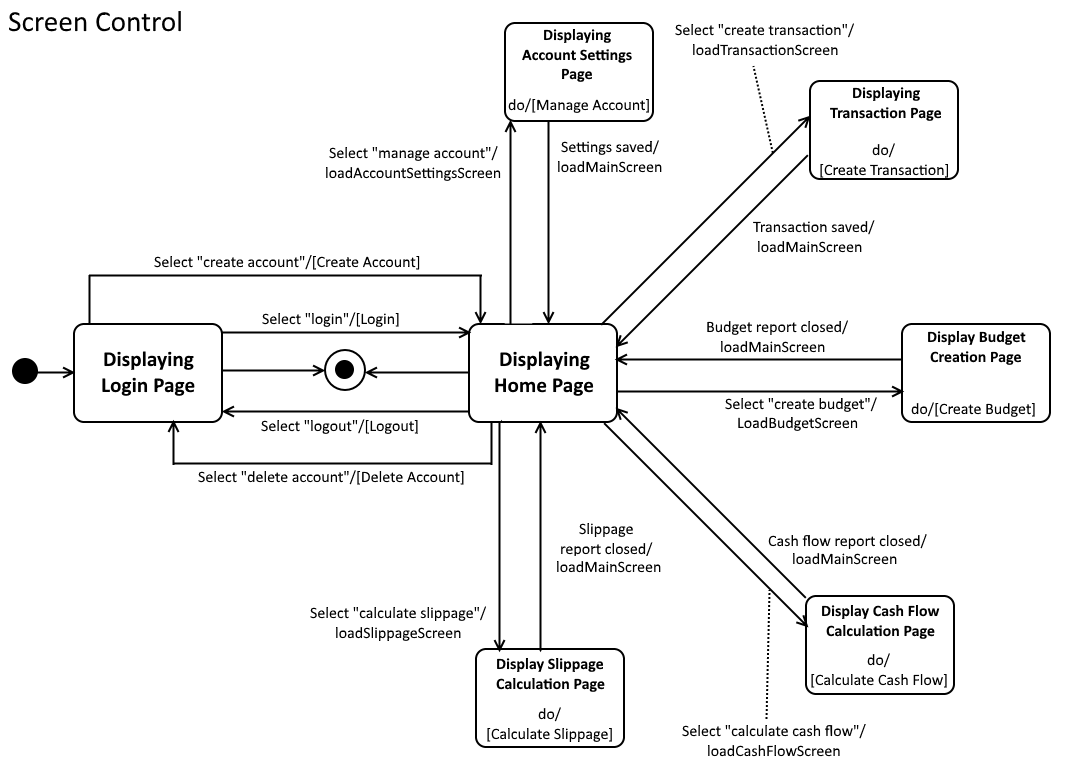 Screen Control
Displaying
Account Settings
Page
do/[Manage Account]
Select "create transaction"/
loadTransactionScreen
Displaying
Transaction Page
do/
[Create Transaction]
Select "manage account"/
loadAccountSettingsScreen
Settings saved/
loadMainScreen
Transaction saved/
loadMainScreen
Select "create account"/[Create Account]
Select "login"/[Login]
Displaying
Login Page
Displaying
Home Page
Budget report closed/
loadMainScreen
Display Budget
Creation Page
do/[Create Budget]
Select "create budget"/
LoadBudgetScreen
Select "logout"/[Logout]
Select "delete account"/[Delete Account]
Slippage
report closed/
loadMainScreen
Cash flow report closed/
loadMainScreen
Select "calculate slippage"/
loadSlippageScreen
Display Cash Flow
Calculation Page
do/
[Calculate Cash Flow]
Display Slippage
Calculation Page
do/
[Calculate Slippage]
Select "calculate cash flow"/
loadCashFlowScreen